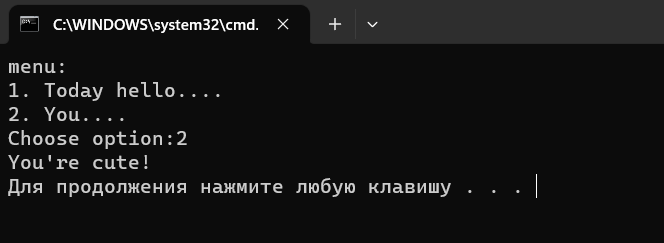 C:\WINDOWS\system32\cmd.
menu:
1. Today hello....
2. You....
Choose option:2
You're cute!
Для продолжения нажмите любую клавишу . . .